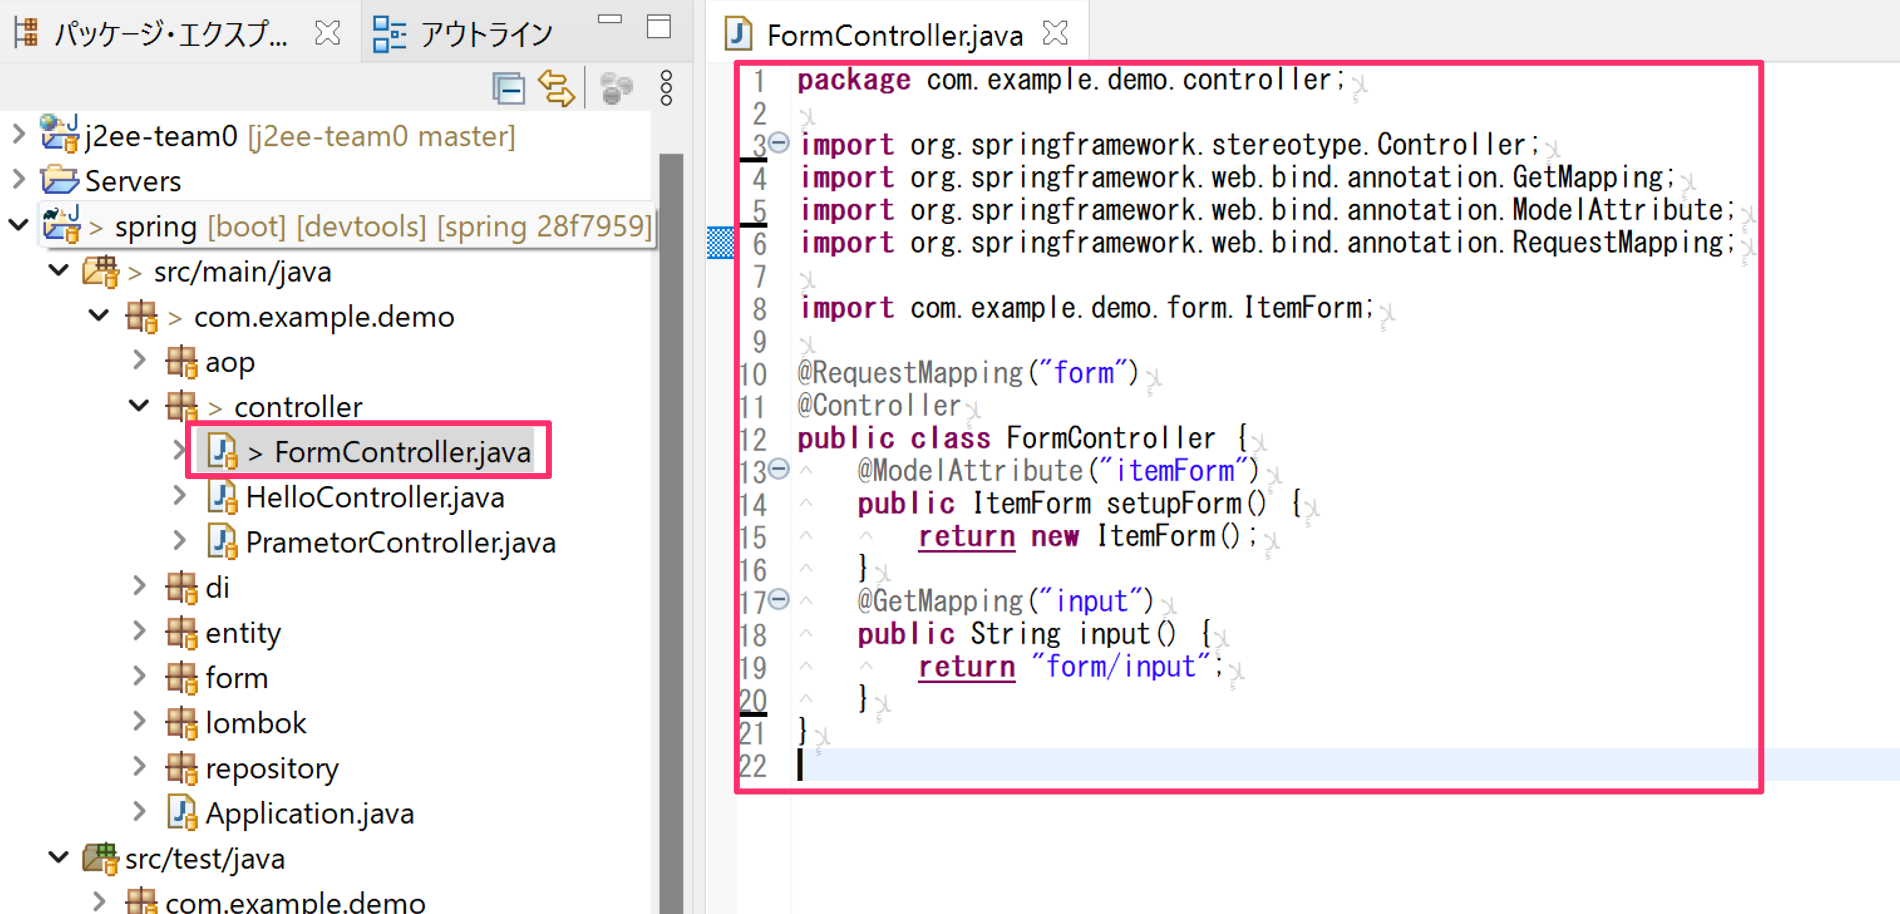 パッケージ・エクスプ...
アウトライン
j2ee-team0 [j2ee-team0 master]
Servers
> spring [boot] [devtools] [spring 28f7959]
> src/main/java
> com.example.demo
aop
> controller
> FormController.java
HelloController.java
PrametorController.java
di
entity
form
lombok
repository
Application.java
src/test/java
com.example.demo
FormController.java
1 package com.example.demo.controller;
2
3 import org.springframework.stereotype.Controller;
4 import org.springframework.web.bind.annotation.GetMapping;
5 import org.springframework.web.bind.annotation.ModelAttribute;
6 import org.springframework.web.bind.annotation.RequestMapping;
7
8 import com.example.demo.form.ItemForm;
9
10 @RequestMapping("form")
11 @Controller
12 public class FormController {
13 @ModelAttribute("itemForm")
14 public ItemForm setupForm() {
15 return new ItemForm();
16 }
17 @GetMapping("input")
18 public String input() {
19 return "form/input";
20 }
21 }
22